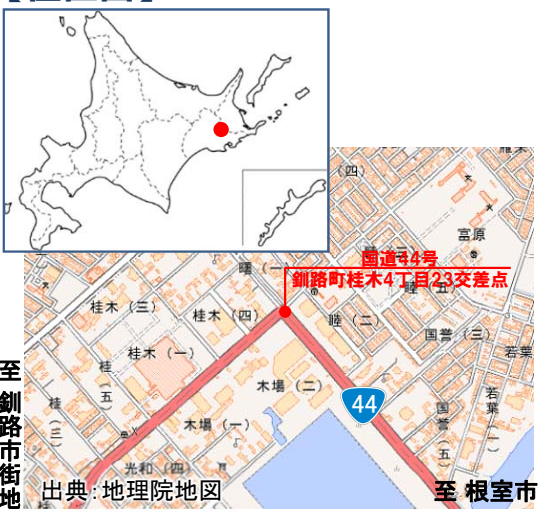 国道44号
釧路町桂木4丁目23交差点
(四)
富原
曙(一)
睦(二)
国誉(三)
若葉
桂木(三)
桂木(四)
桂木(一)
桂(五)
桂(三)
木場(二)
木場(一)
国誉(五)
若葉(一)
44
光和(四)
至 釧路市街地
出典:地理院地図
至 根室市